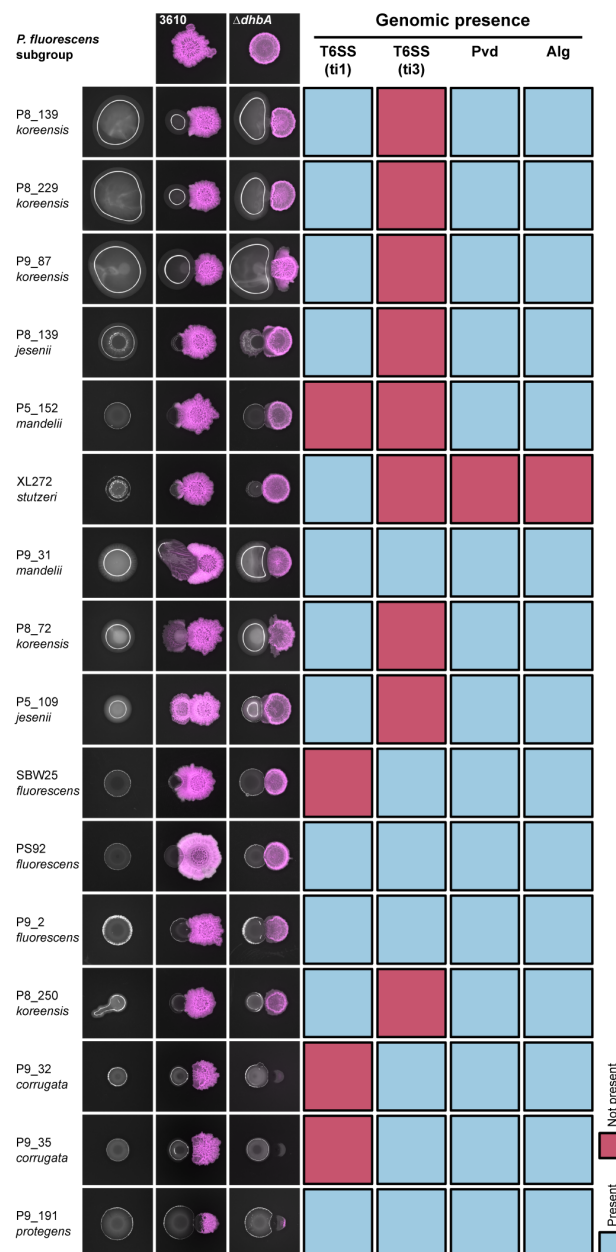 P. fluorescens
subgroup
3610
ΔdhbA
Genomic presence
T6SS
(ti1)
T6SS
(ti3)
Pvd
Alg
P8_139
koreensis
P8_229
koreensis
P9_87
koreensis
P8_139
jesenii
P5_152
mandelii
XL272
stutzeri
P9_31
mandelii
P8_72
koreensis
P5_109
jesenii
SBW25
fluorescens
PS92
fluorescens
P9_2
fluorescens
P8_250
koreensis
P9_32
corrugata
P9_35
corrugata
P9_191
protegens
Not present
Present